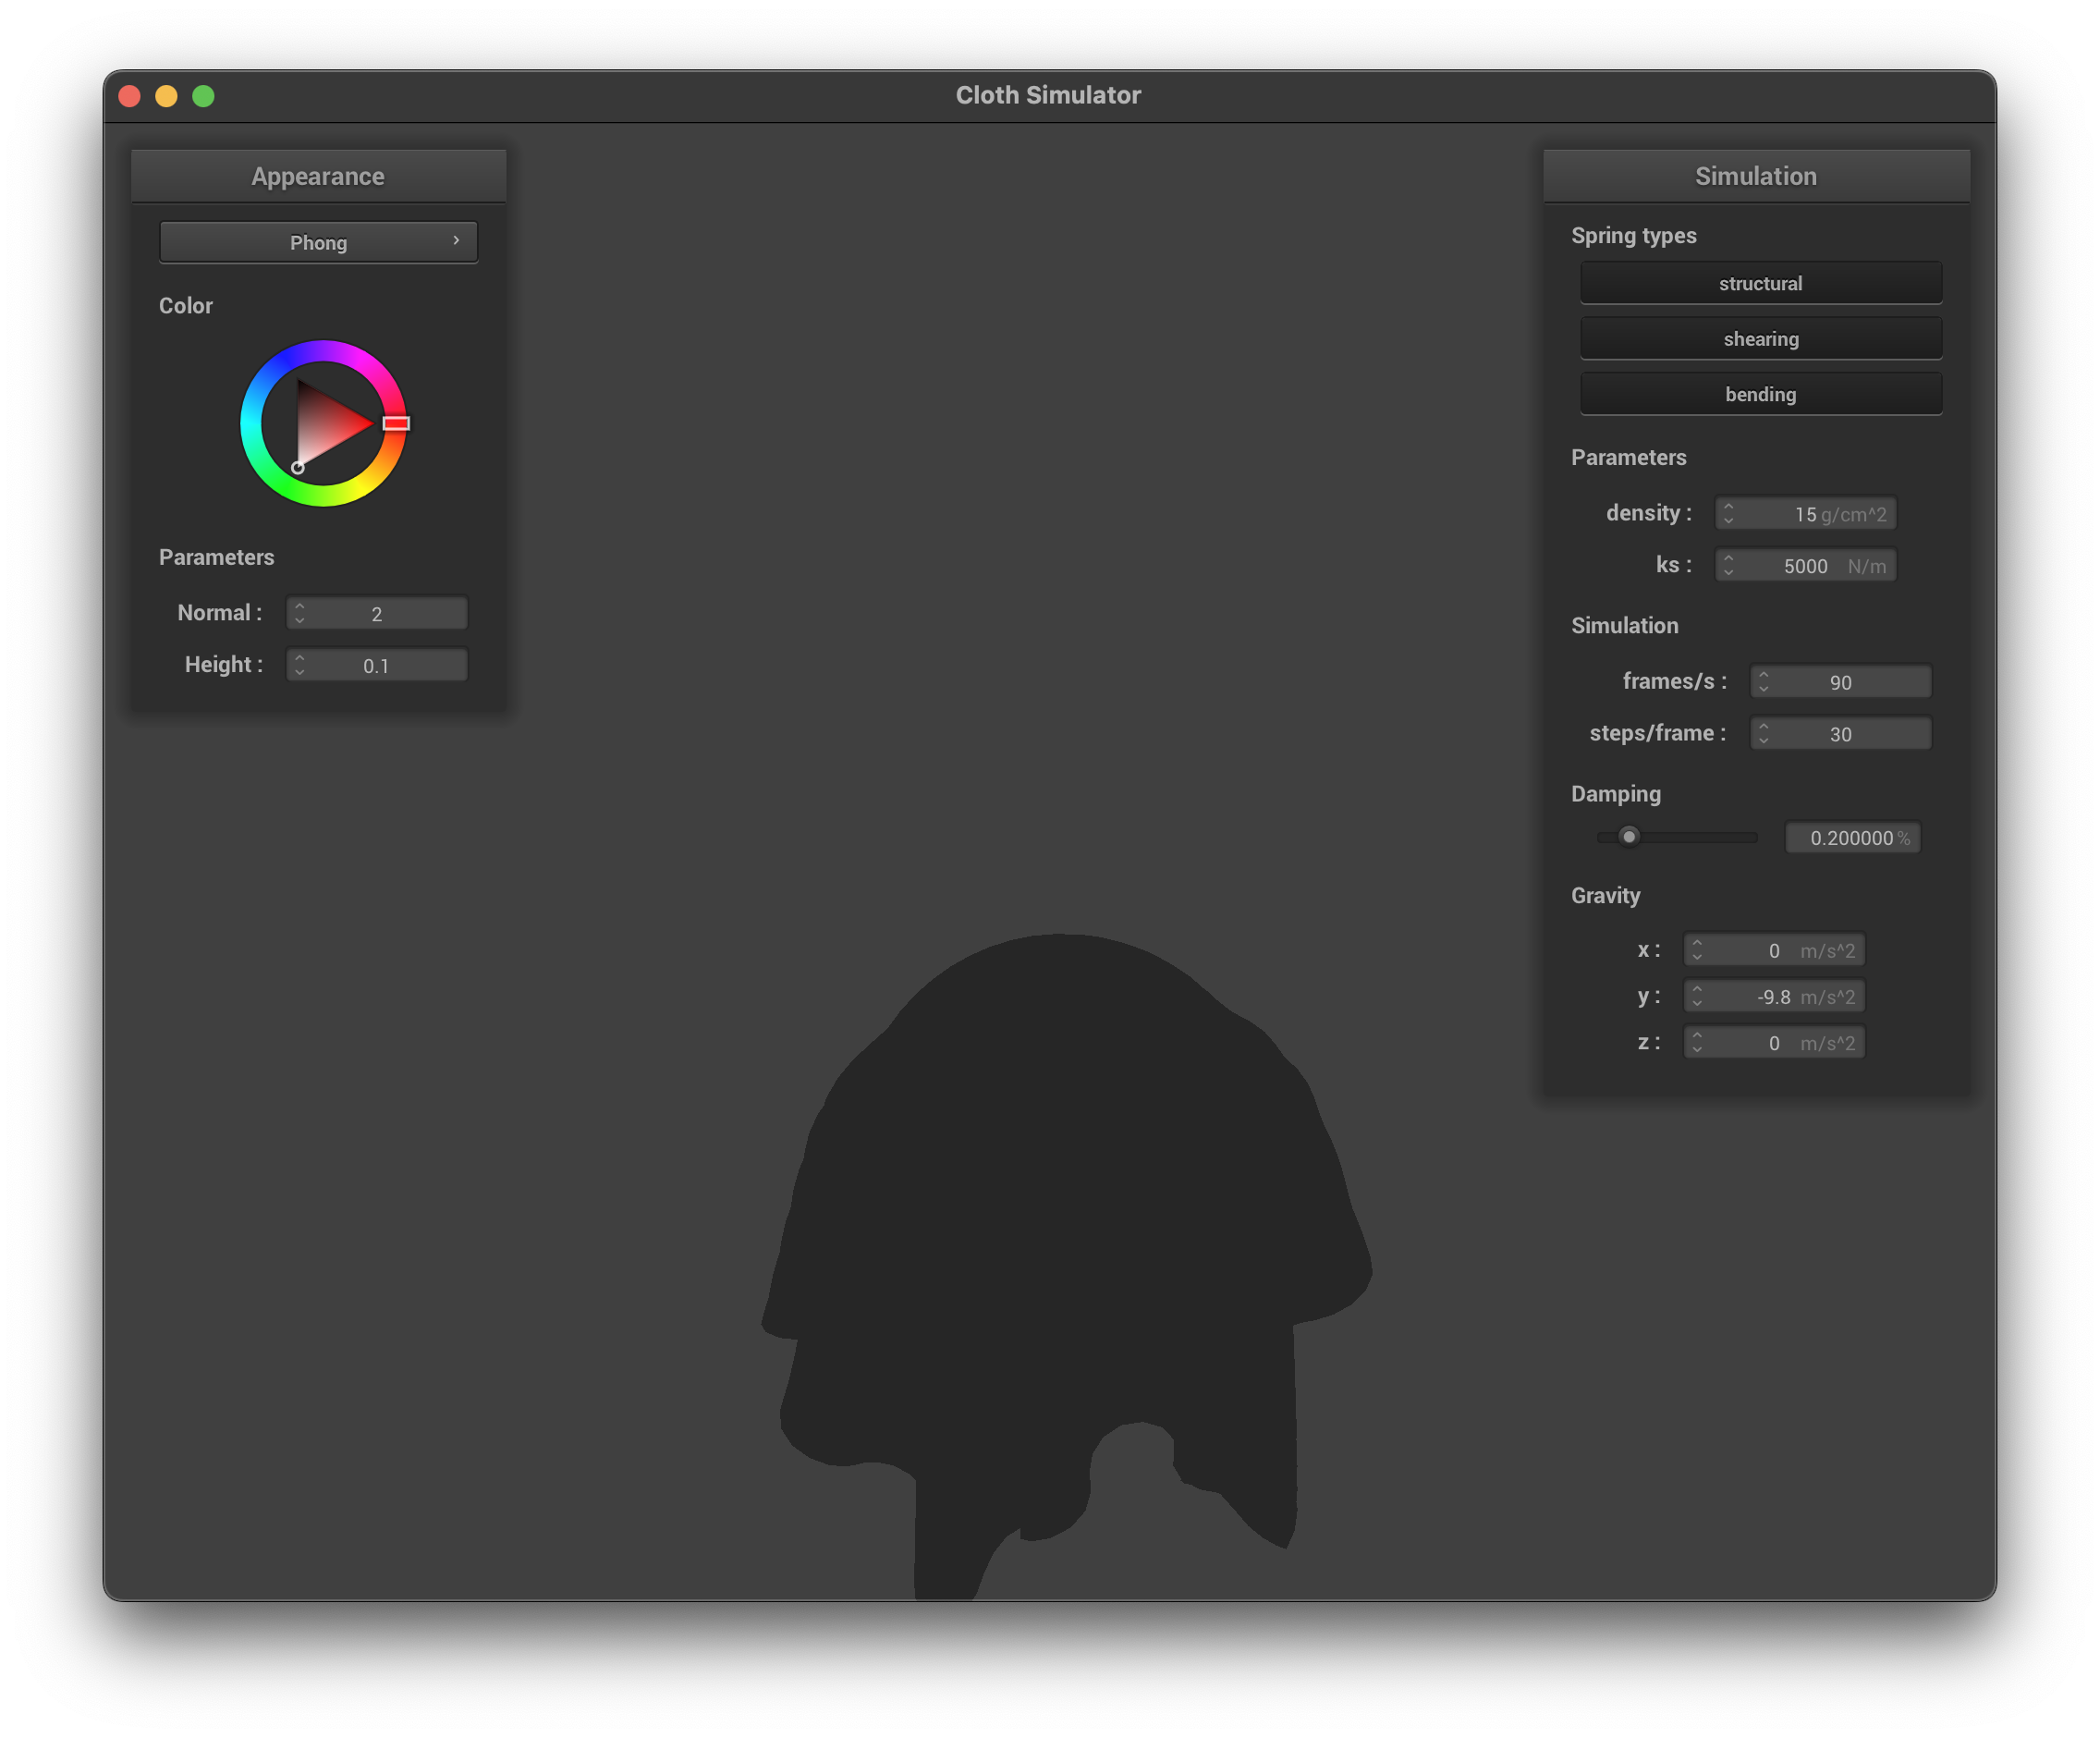 Cloth Simulator
Appearance
Phong
Color
Parameters
Normal : 2
Height : 0.1
Simulation
Spring types
structural
shearing
bending
Parameters
density : 15 g/cm^2
ks : 5000 N/m
Simulation
frames/s : 90
steps/frame : 30
Damping
0.200000 %
Gravity
x : 0 m/s^2
y : -9.8 m/s^2
z : 0 m/s^2